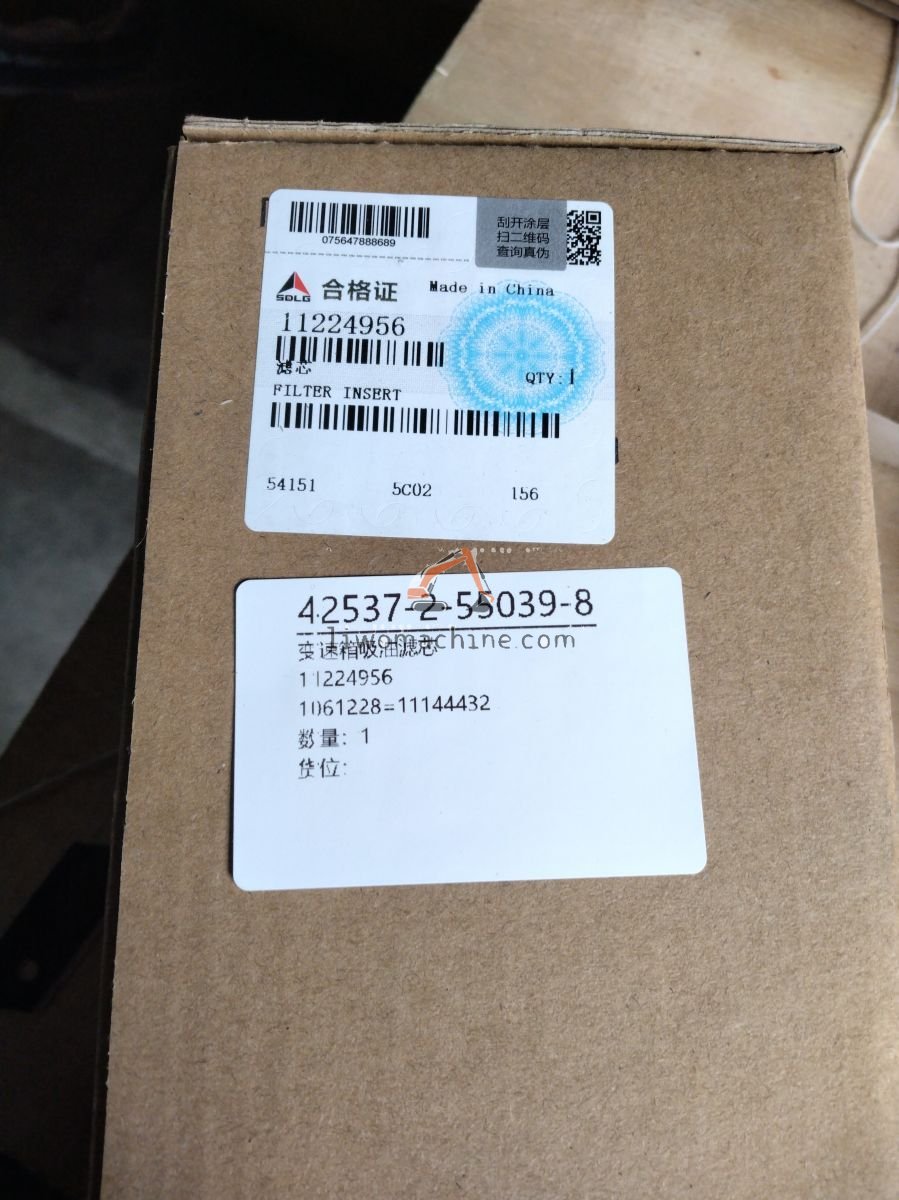 075647888689
刮开涂层
扫二维码
查询真伪
SDLG 合格证 Made in China
11224956
滤芯
QTY:1
FILTER INSERT
54151 5C02 156
42537-2-55039-8
liwomachine.com
变速箱吸油滤芯
11224956
1061228=11144432
数量: 1
货位: